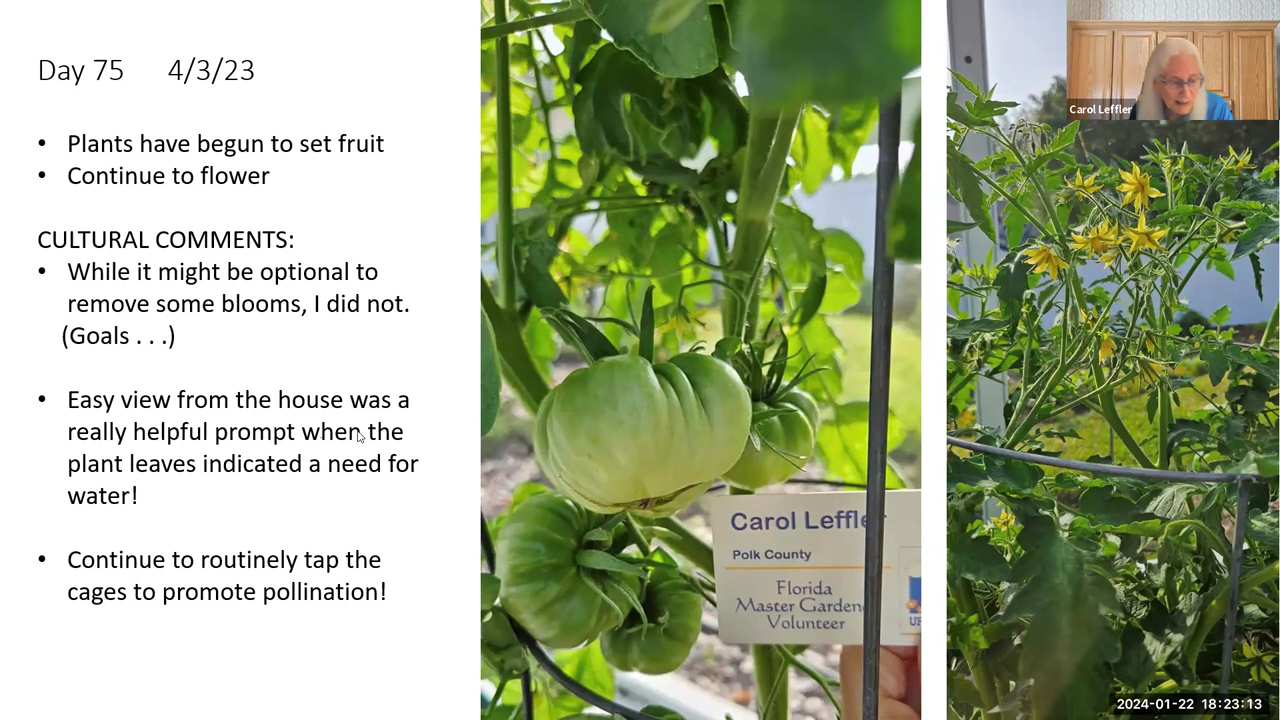 Day 75 4/3/23
• Plants have begun to set fruit
• Continue to flower
CULTURAL COMMENTS:
• While it might be optional to
remove some blooms, I did not.
(Goals . . .)
• Easy view from the house was a
really helpful prompt when the
plant leaves indicated a need for
water!
• Continue to routinely tap the
cages to promote pollination!
Carol Leffle
Polk County
Florida
Master Garden
Volunteer
UF
Carol Leffler
2024-01-22 18:23:13